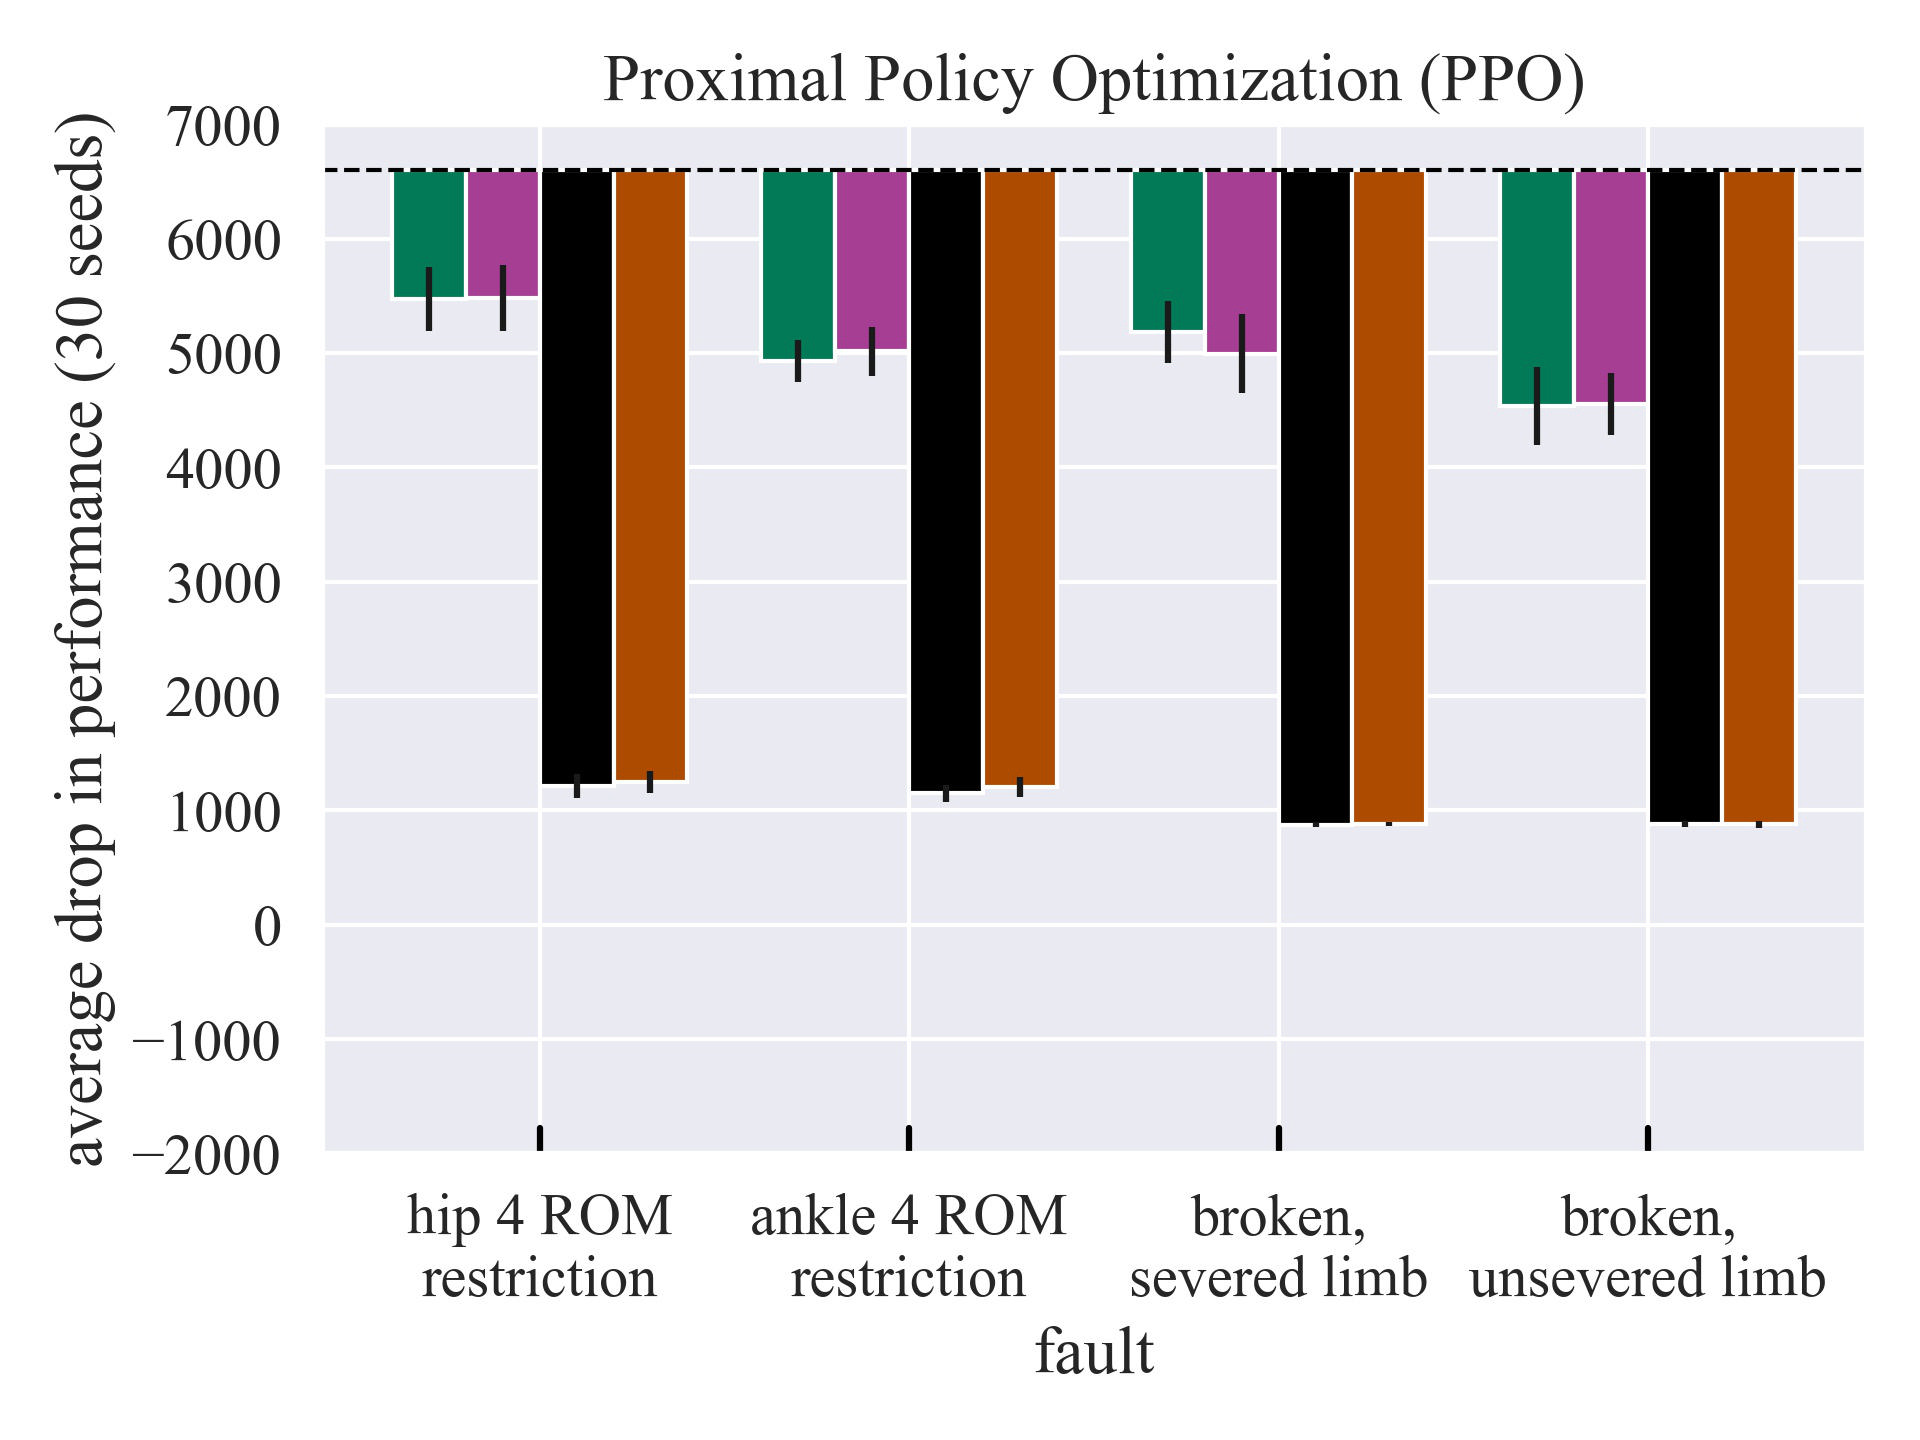 Proximal Policy Optimization (PPO)
average drop in performance (30 seeds)
7000
6000
5000
4000
3000
2000
1000
0
−1000
−2000
hip 4 ROM
restriction
ankle 4 ROM
restriction
broken,
severed limb
broken,
unsevered limb
fault